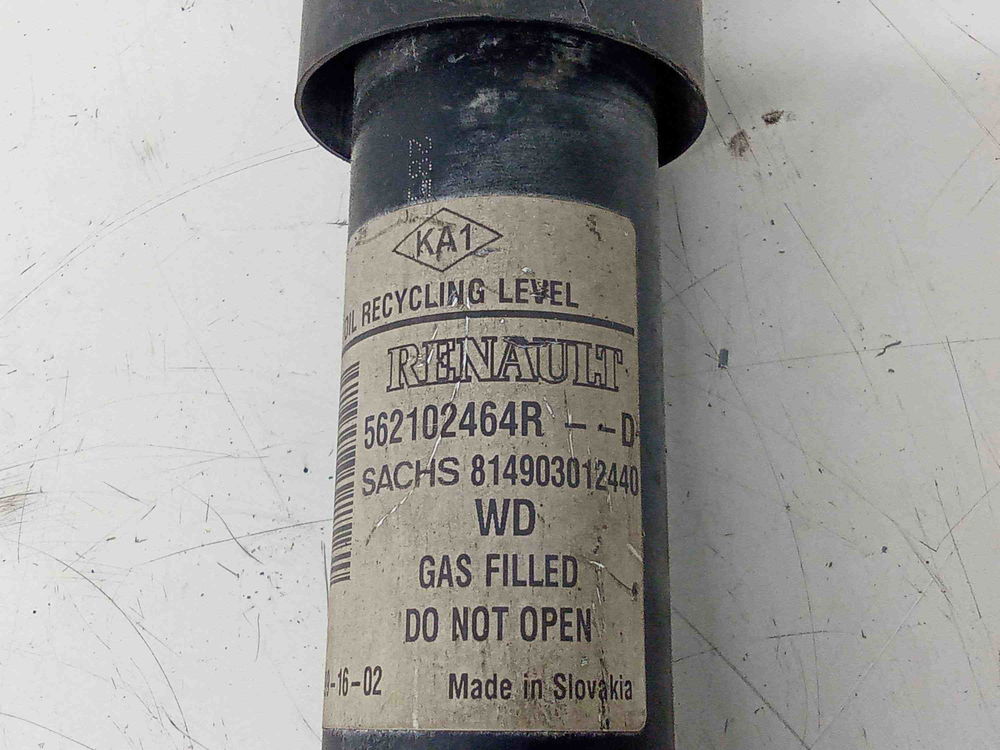 KA1
OIL RECYCLING LEVEL
RENAULT
562102464R --D
SACHS 814903012440
WD
GAS FILLED
DO NOT OPEN
9-16-02 Made in Slovakia